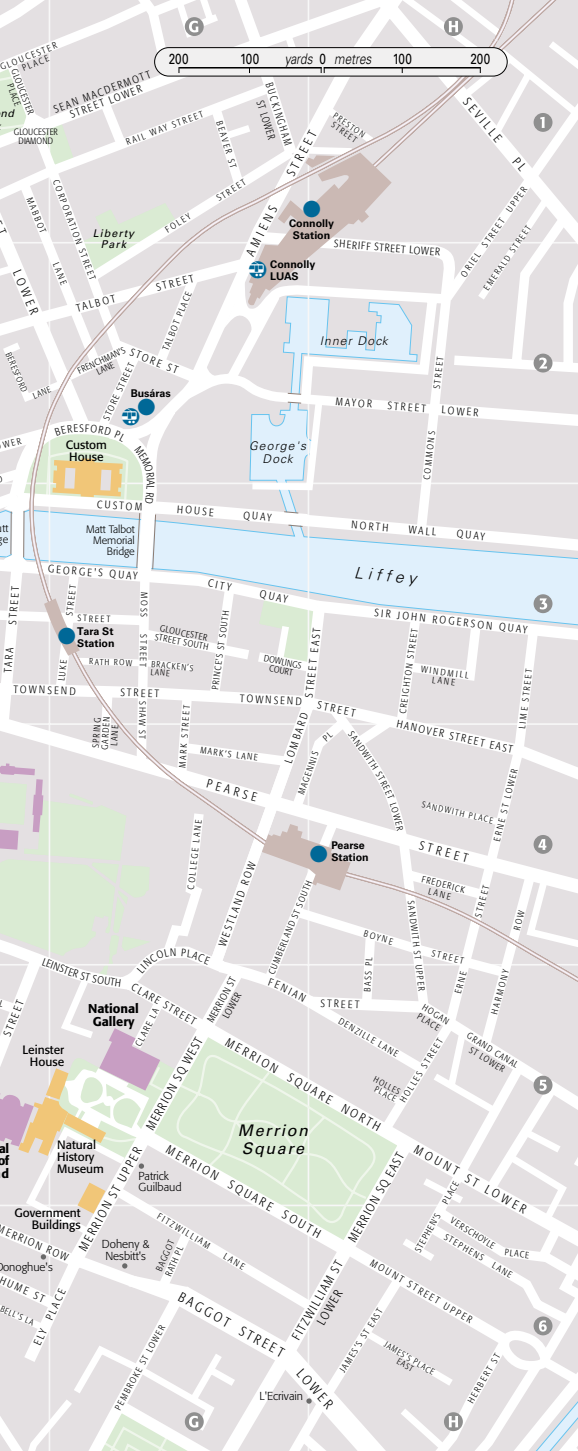 G
H
200
100
yards
0
metres
100
200
GLOUCESTER
PLACE
GLOUCESTER
PLACE
SEAN MACDERMOTT
STREET LOWER
BUCKINGHAM
ST LOWER
PRESTON
STREET
SEVILLE PL
1
GLOUCESTER
DIAMOND
RAILWAY STREET
BEAVER ST
AMIENS STREET
MABBOT
LANE
CORPORATION STREET
Liberty
Park
FOLEY STREET
Connolly
Station
Connolly
LUAS
SHERIFF STREET LOWER
ORIEL STREET UPPER
EMERALD STREET
LOWER
TALBOT STREET
TALBOT PLACE
Inner Dock
2
BERESFORD
LANE
FRENCHMAN'S
LANE
STORE ST
STORE STREET
Busáras
MAYOR STREET LOWER
COMMONS STREET
BERESFORD PL
Custom
House
MEMORIAL RD
George's
Dock
CUSTOM HOUSE QUAY
NORTH WALL QUAY
Matt Talbot
Memorial
Bridge
Liffey
GEORGE'S QUAY
CITY QUAY
SIR JOHN ROGERSON QUAY
3
TARA STREET
LUKE STREET
STREET
Tara St
Station
MOSS STREET
GLOUCESTER
STREET SOUTH
PRINCE'S ST SOUTH
DOWLINGS
COURT
RATH ROW
BRACKEN'S
LANE
LOMBARD STREET EAST
CREIGHTON STREET
WINDMILL
LANE
LIME STREET
TOWNSEND STREET
TOWNSEND STREET
HANOVER STREET EAST
SPRING
GARDEN
LANE
SHAW ST
MARK STREET
MARK'S LANE
MAGENNIS PL
SANDWITH STREET LOWER
PEARSE STREET
SANDWITH PLACE
ERNE ST LOWER
4
COLLEGE LANE
Pearse
Station
FREDERICK
LANE
WESTLAND ROW
CUMBERLAND ST SOUTH
SANDWITH ST UPPER
ERNE STREET
HARMONY ROW
BOYNE STREET
BASS PL
LINCOLN PLACE
LEINSTER ST SOUTH
CLARE STREET
CLARE LA
MERRION ST
LOWER
FENIAN STREET
DENZILLE LANE
HOGAN
PLACE
GRAND CANAL
ST LOWER
STREET
National
Gallery
Leinster
House
MERRION SQ WEST
MERRION SQUARE NORTH
HOLLES
PLACE
HOLLES STREET
5
Merrion
Square
Natural
History
Museum
MERRION ST UPPER
MERRION SQUARE SOUTH
MERRION SQ EAST
MOUNT ST LOWER
Patrick
Guilbaud
Government
Buildings
STEPHEN'S PLACE
VERSCHOYLE PLACE
STEPHENS LANE
MERRION ROW
Donoghue's
Doheny &
Nesbitt's
BAGGOT
RATH PL
FITZWILLIAM LANE
HUME ST
BELL'S LA
ELY PLACE
BAGGOT STREET LOWER
FITZWILLIAM ST
LOWER
MOUNT STREET UPPER
6
PEMBROKE ST LOWER
JAMES'S ST EAST
JAMES'S PLACE
EAST
HERBERT ST
L'Ecrivain
G
H